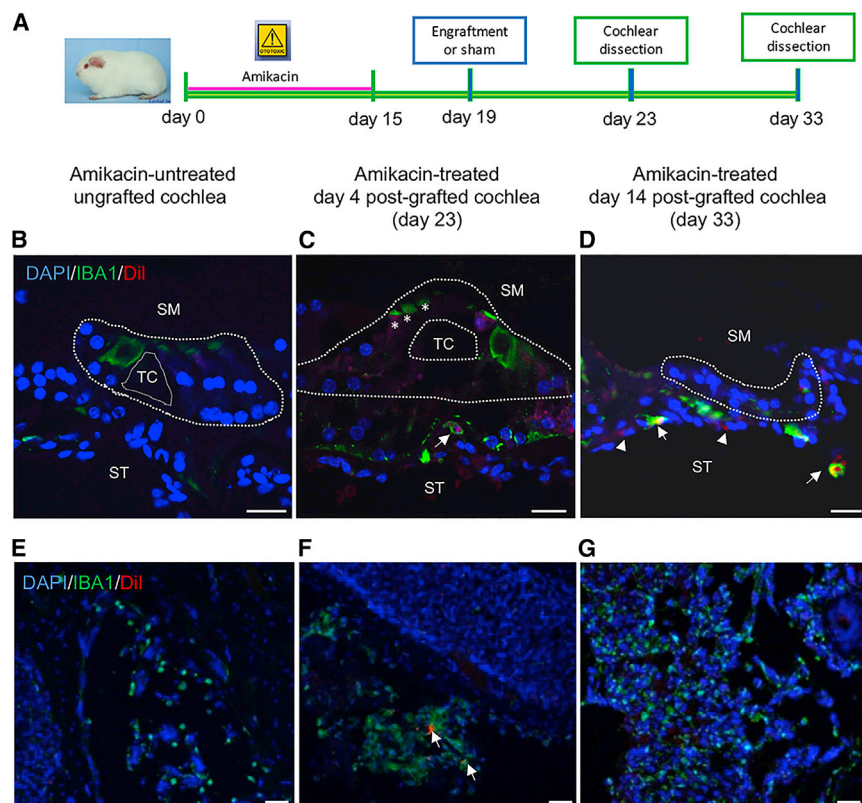 A
OTOTOXIC
Amikacin
Engraftment
or sham
Cochlear
dissection
Cochlear
dissection
day 0
day 15
day 19
day 23
day 33
Amikacin-untreated
ungrafted cochlea
Amikacin-treated
day 4 post-grafted cochlea
(day 23)
Amikacin-treated
day 14 post-grafted cochlea
(day 33)
B
DAPI/IBA1/DiI
SM
TC
ST
C
SM
* * *
* *
TC
ST
D
SM
ST
E
DAPI/IBA1/DiI
F
G